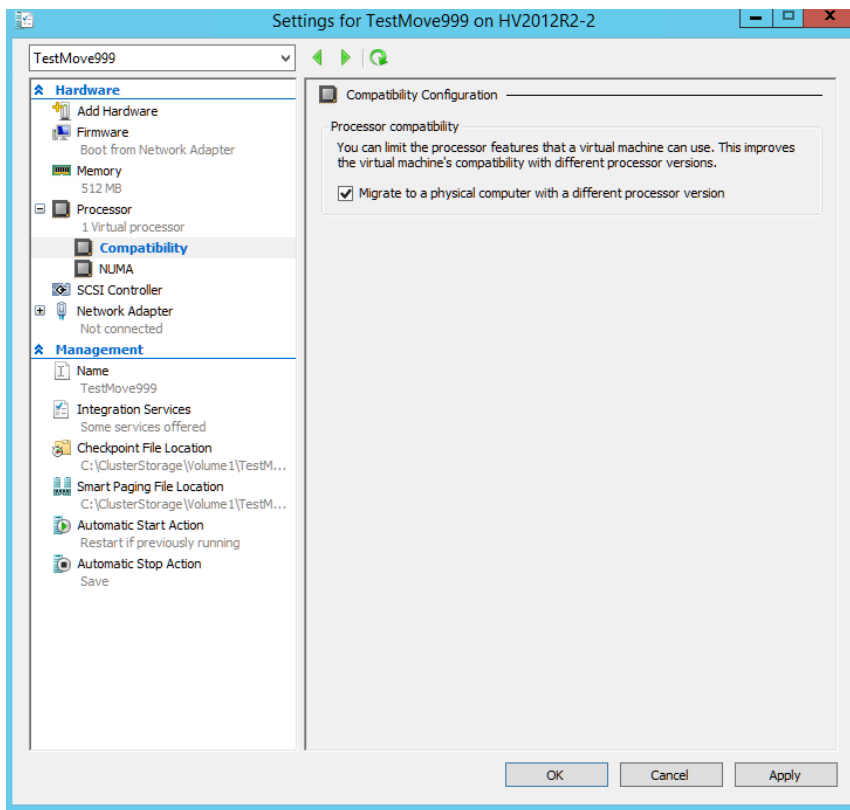 Settings for TestMove999 on HV2012R2-2
TestMove999
Hardware
Add Hardware
Firmware
Boot from Network Adapter
Memory
512 MB
Processor
1 Virtual processor
Compatibility
NUMA
SCSI Controller
Network Adapter
Not connected
Management
Name
TestMove999
Integration Services
Some services offered
Checkpoint File Location
C:\ClusterStorage\Volume1\TestM...
Smart Paging File Location
C:\ClusterStorage\Volume1\TestM...
Automatic Start Action
Restart if previously running
Automatic Stop Action
Save
Compatibility Configuration
Processor compatibility
You can limit the processor features that a virtual machine can use. This improves
the virtual machine's compatibility with different processor versions.
Migrate to a physical computer with a different processor version
OK
Cancel
Apply